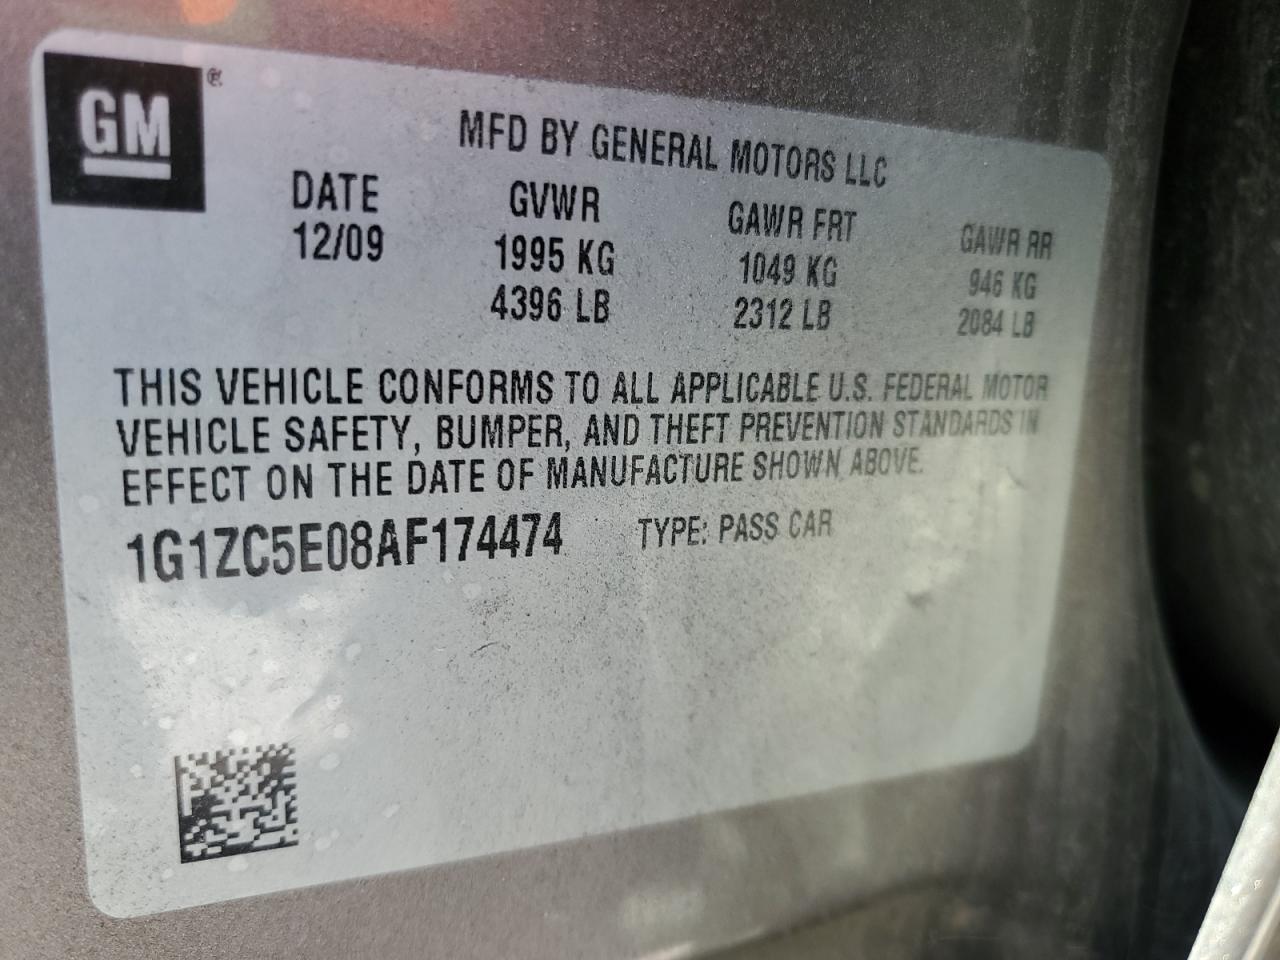 GM ®
MFD BY GENERAL MOTORS LLC
DATE GVWR GAWR FRT GAWR RR
12/09 1995 KG 1049 KG 946 KG
4396 LB 2312 LB 2084 LB
THIS VEHICLE CONFORMS TO ALL APPLICABLE U.S. FEDERAL MOTOR
VEHICLE SAFETY, BUMPER, AND THEFT PREVENTION STANDARDS IN
EFFECT ON THE DATE OF MANUFACTURE SHOWN ABOVE.
1G1ZC5E08AF174474 TYPE: PASS CAR